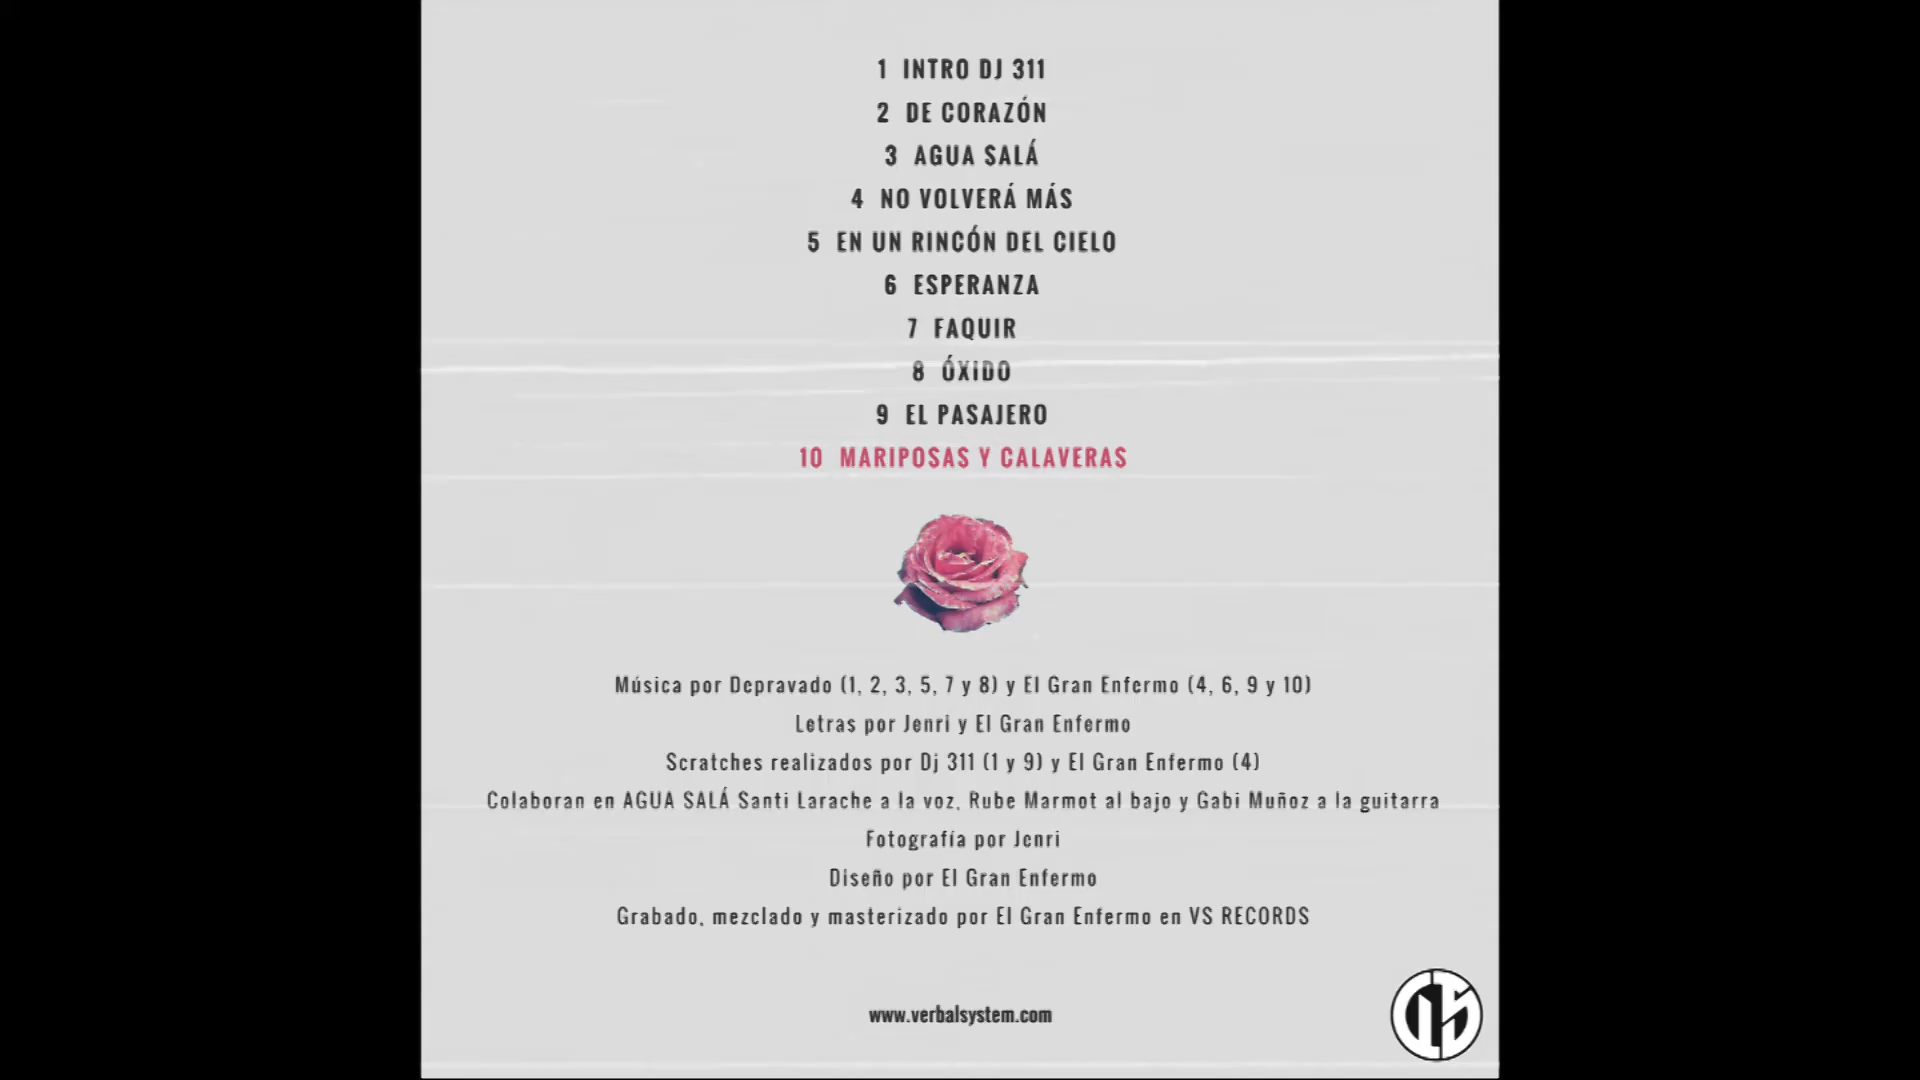 1 INTRO DJ 311
2 DE CORAZÓN
3 AGUA SALÁ
4 NO VOLVERÁ MÁS
5 EN UN RINCÓN DEL CIELO
6 ESPERANZA
7 FAQUIR
8 ÓXIDO
9 EL PASAJERO
10 MARIPOSAS Y CALAVERAS
Música por Depravado (1, 2, 3, 5, 7 y 8) y El Gran Enfermo (4, 6, 9 y 10)
Letras por Jenri y El Gran Enfermo
Scratches realizados por Dj 311 (1 y 9) y El Gran Enfermo (4)
Colaboran en AGUA SALÁ Santi Larache a la voz, Rube Marmot al bajo y Gabi Muñoz a la guitarra
Fotografía por Jenri
Diseño por El Gran Enfermo
Grabado, mezclado y masterizado por El Gran Enfermo en VS RECORDS
www.verbalsystem.com